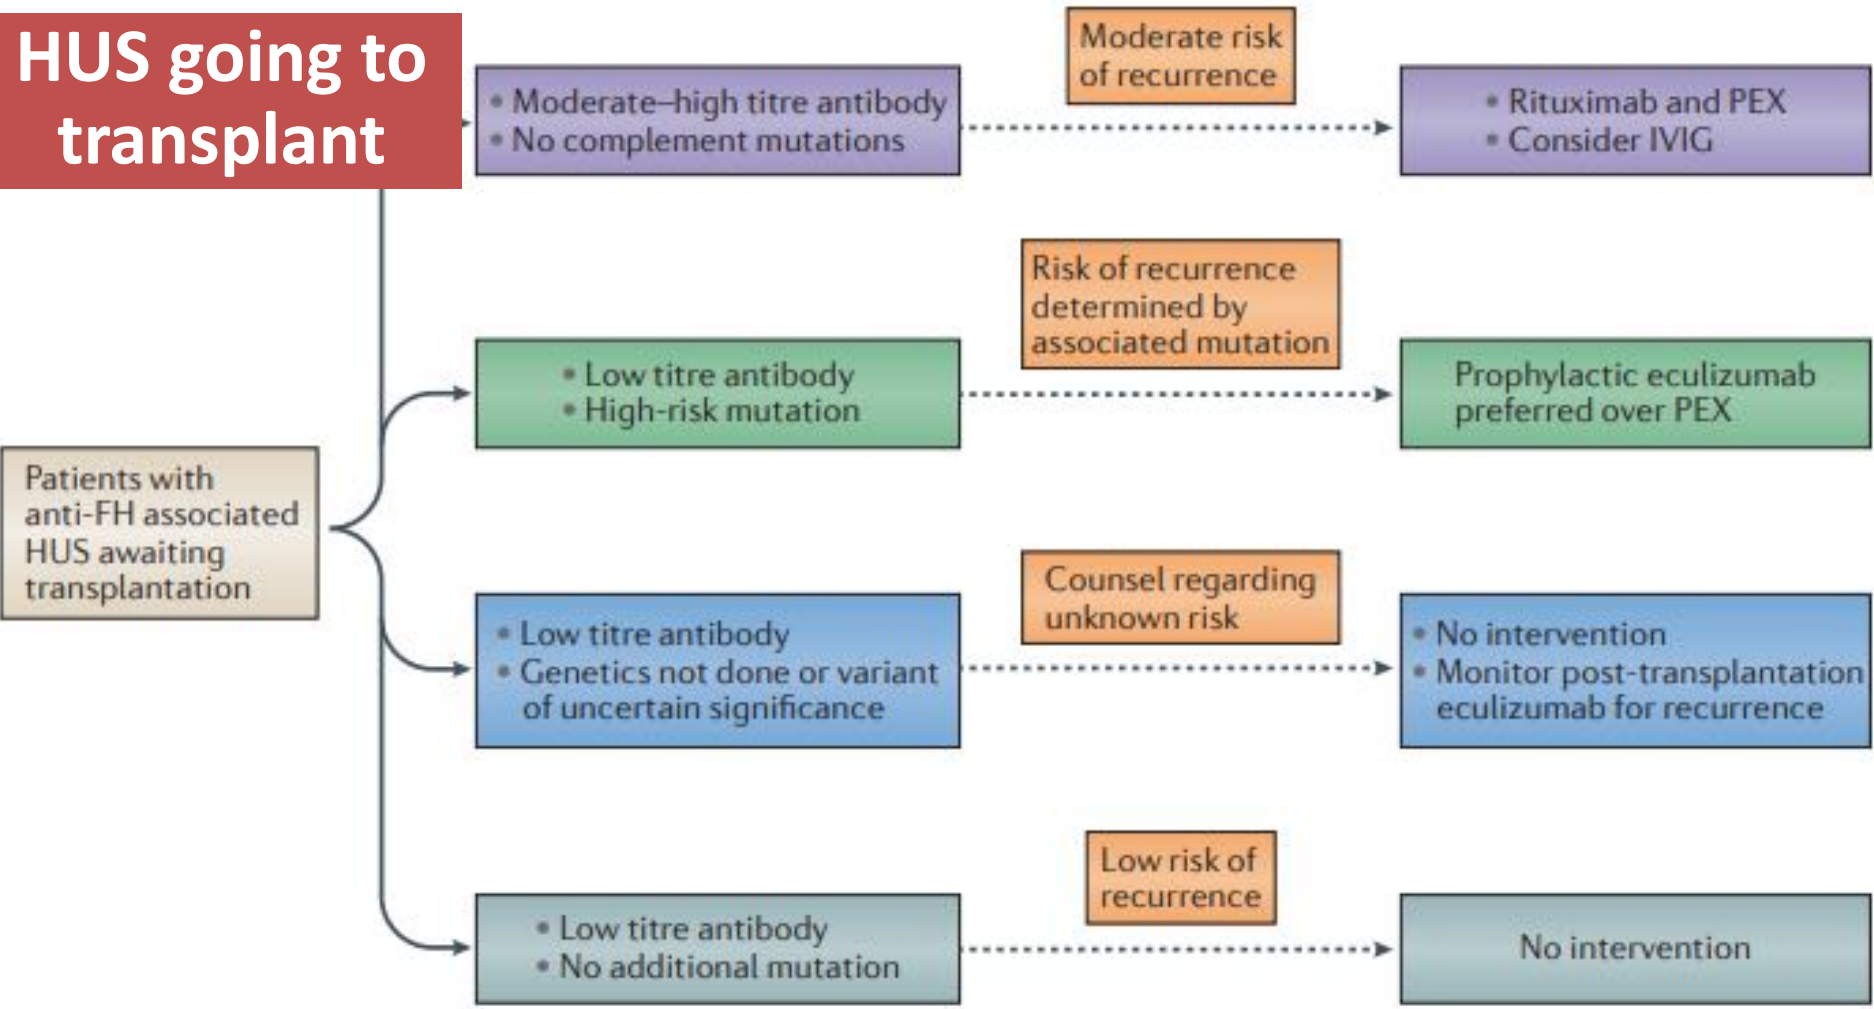 HUS going to
transplant
• Moderate–high titre antibody
• No complement mutations
Moderate risk
of recurrence
• Rituximab and PEX
• Consider IVIG
• Low titre antibody
• High-risk mutation
Risk of recurrence
determined by
associated mutation
Prophylactic eculizumab
preferred over PEX
Patients with
anti-FH associated
HUS awaiting
transplantation
• Low titre antibody
• Genetics not done or variant
of uncertain significance
Counsel regarding
unknown risk
• No intervention
• Monitor post-transplantation
eculizumab for recurrence
• Low titre antibody
• No additional mutation
Low risk of
recurrence
No intervention